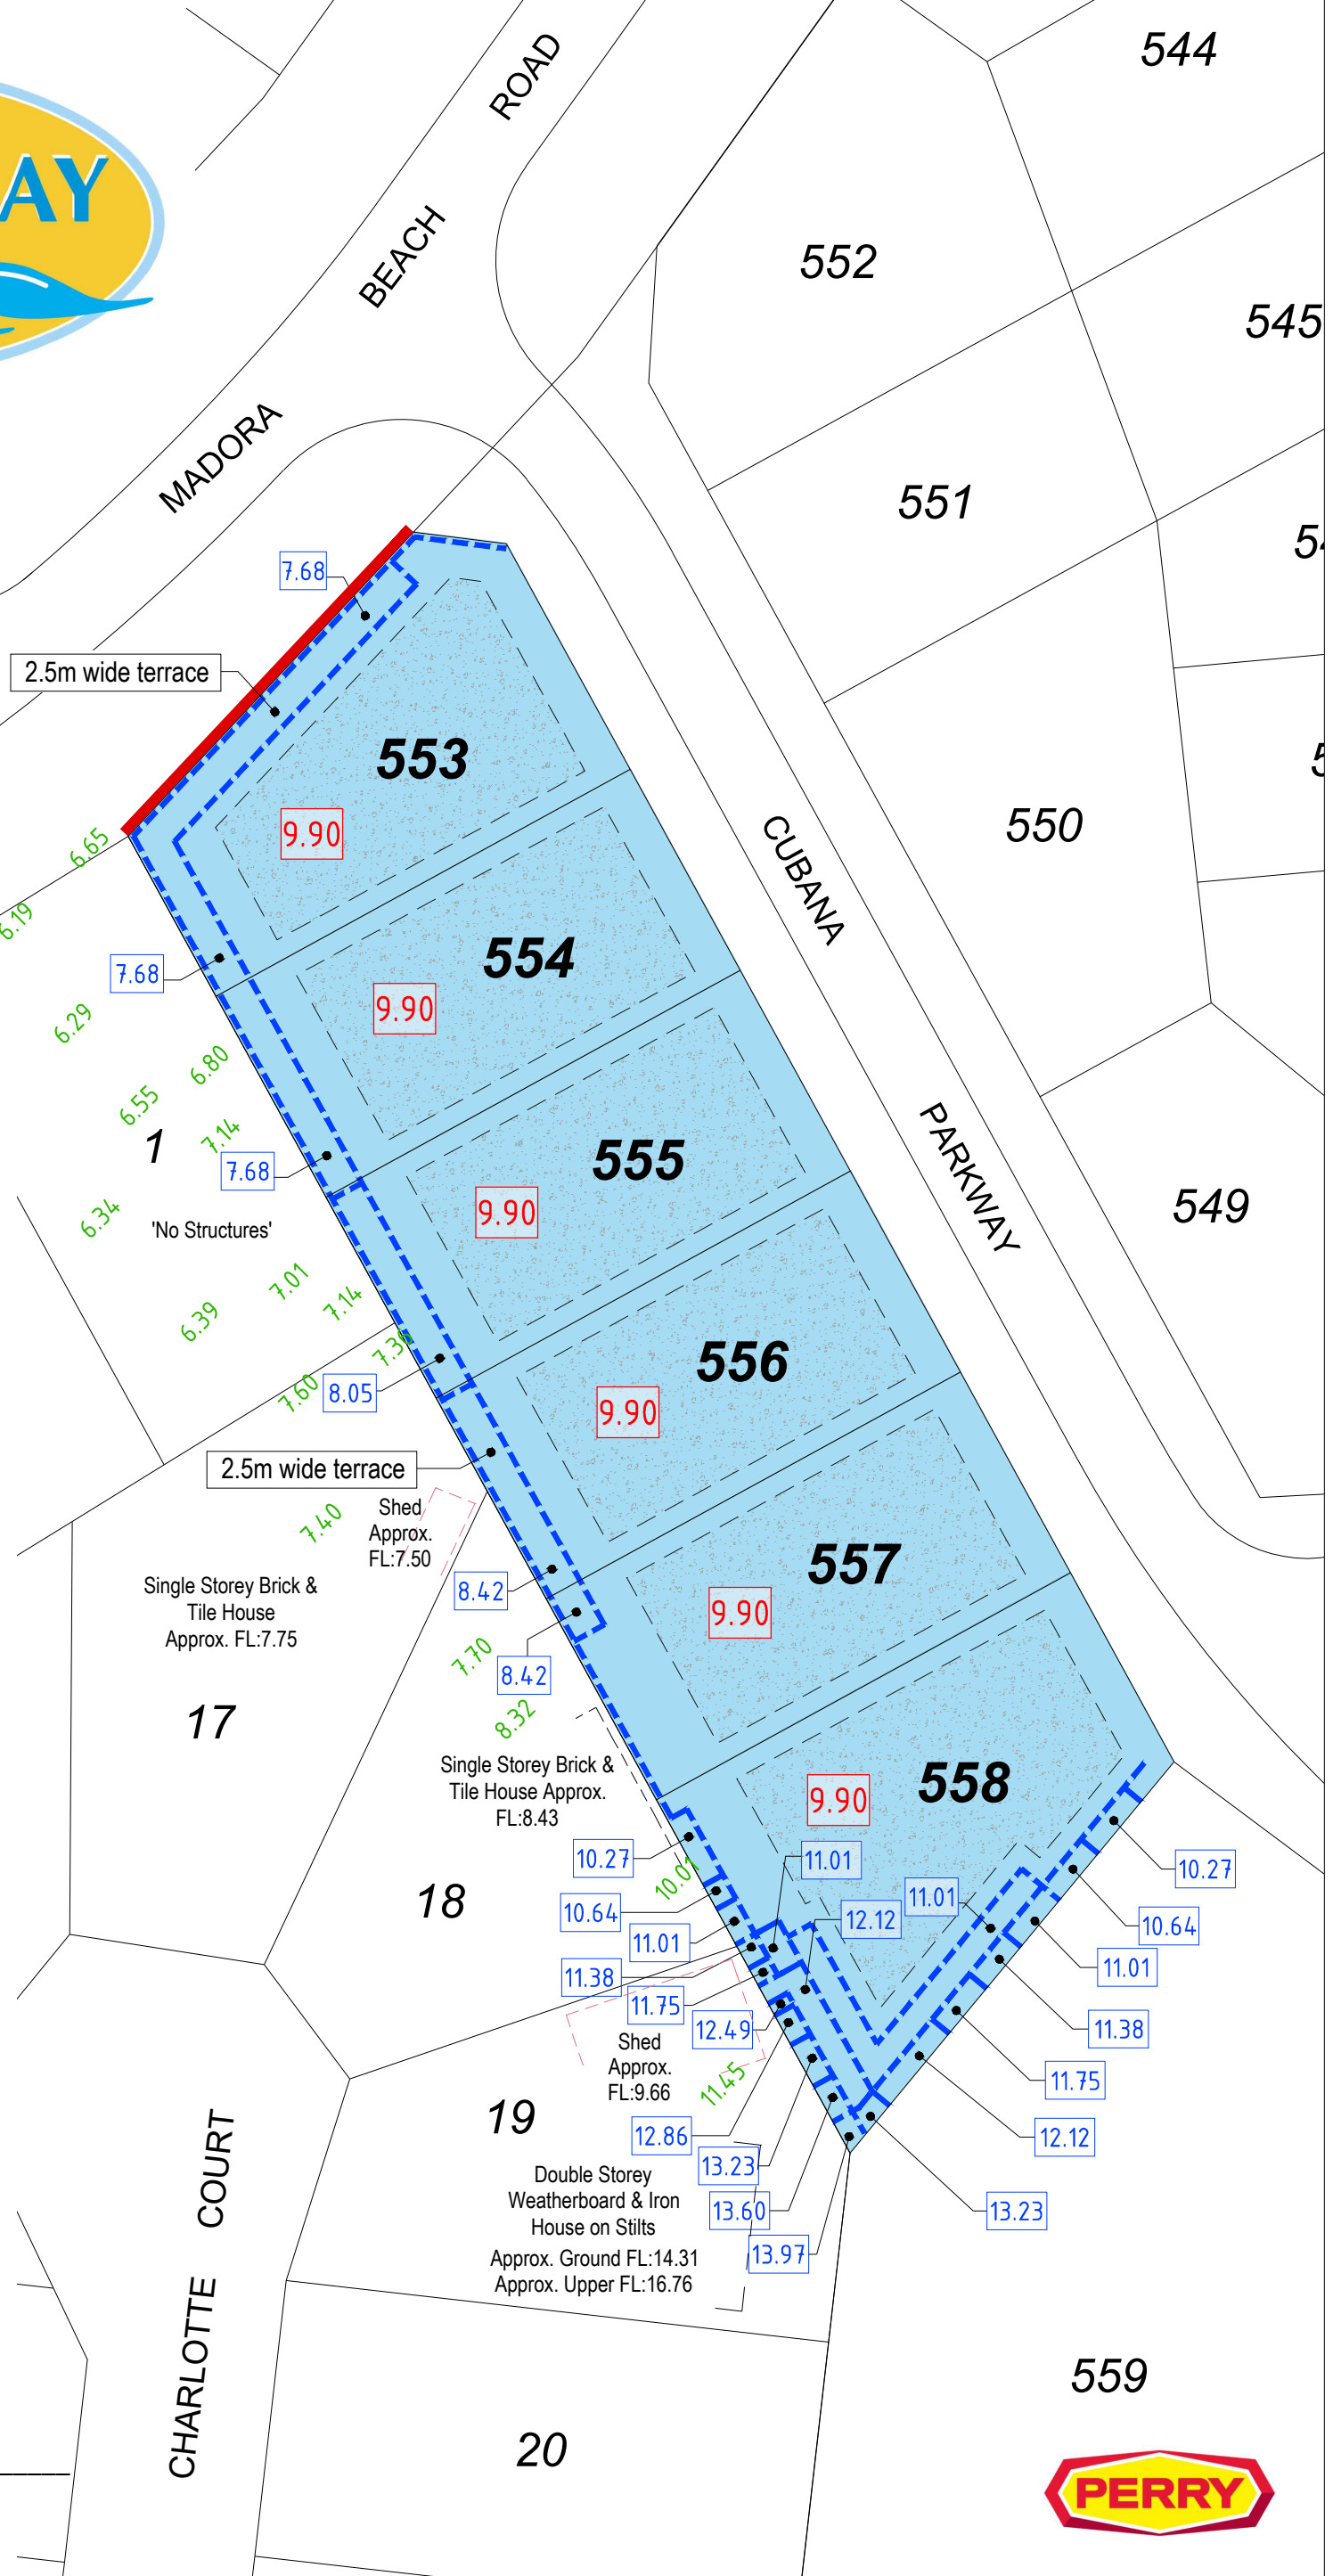 544
ROAD
AY
BEACH
552
545
MADORA
551
7.68
2.5m wide terrace
553
9.90
550
CUBANA
6.65
6.19
554
7.68
9.90
6.29
6.80
6.55
1
7.14
7.68
555
PARKWAY
9.90
549
6.34
'No Structures'
7.01
7.14
6.39
556
8.05
7.60
9.90
2.5m wide terrace
Shed
Approx.
FL:7.50
7.40
557
Single Storey Brick &
Tile House
Approx. FL:7.75
8.42
9.90
7.70
8.42
17
8.32
Single Storey Brick &
Tile House Approx.
FL:8.43
558
9.90
10.27
11.01
10.27
18
10.64
11.01
12.12
10.64
11.01
11.01
11.38
11.75
12.49
11.38
Shed
Approx.
FL:9.66
11.45
11.75
19
12.86
12.12
13.23
Double Storey
Weatherboard & Iron
House on Stilts
13.60
13.23
Approx. Ground FL:14.31
Approx. Upper FL:16.76
13.97
COURT
CHARLOTTE
559
20
PERRY